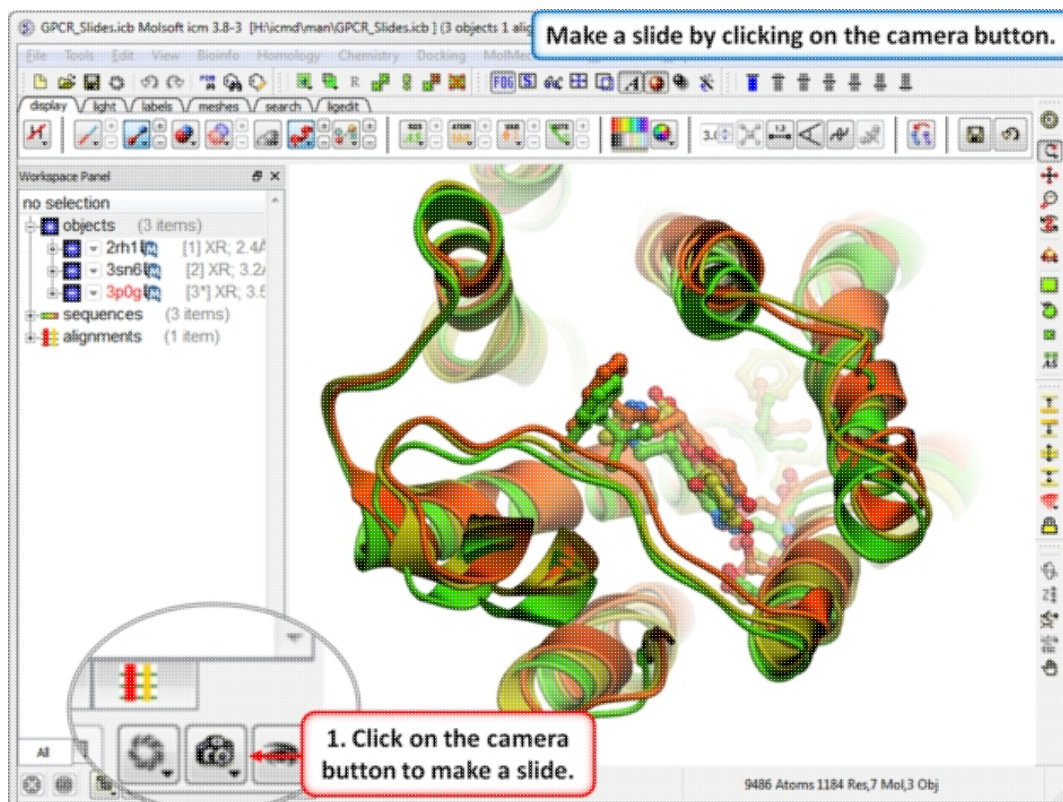 GPCR_Slides.icb Molsoft icm 3.8-3 [H:\icmd\man\GPCR_Slides.icb ] (3 objects 1 alig
Make a slide by clicking on the camera button.
File Tools Edit View Bioinfo Homology Chemistry Docking
display light labels meshes search ligedit
Workspace Panel
no selection
objects (3 items)
2rh1 [1] XR; 2.4Å
3sn6 [2] XR; 3.2Å
3p0g [3*] XR; 3.5
sequences (3 items)
alignments (1 item)
1. Click on the camera
button to make a slide.
All
9486 Atoms 1184 Res,7 Mol,3 Obj